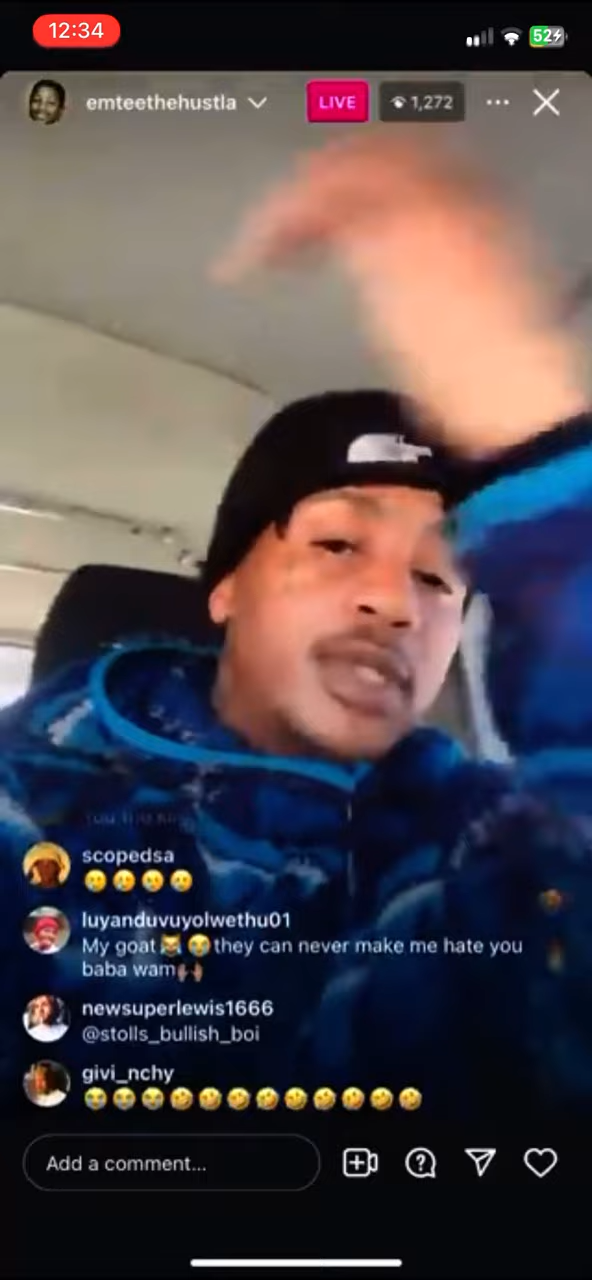 12:34
52
emteethehustla
LIVE
1,272
scopedsa
🥲🥲🥲🥲
luyanduvuyolwethu01
My goat😹😭they can never make me hate you
baba wam🙌🏽
newsuperlewis1666
@stolls_bullish_boi
givi_nchy
😭😭😭🤣🤣🤣🤣🤣🤣🤣🤣🤣
Add a comment...